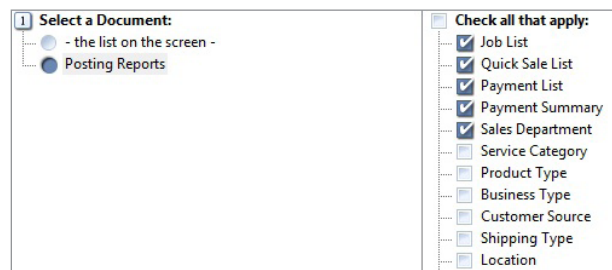 1 Select a Document:
- the list on the screen -
Posting Reports
Check all that apply:
Job List
Quick Sale List
Payment List
Payment Summary
Sales Department
Service Category
Product Type
Business Type
Customer Source
Shipping Type
Location